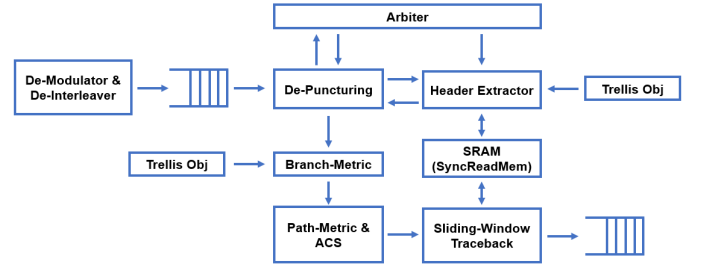 Arbiter
De-Modulator &
De-Interleaver
De-Puncturing
Header Extractor
Trellis Obj
Trellis Obj
Branch-Metric
SRAM
(SyncReadMem)
Path-Metric &
ACS
Sliding-Window
Traceback